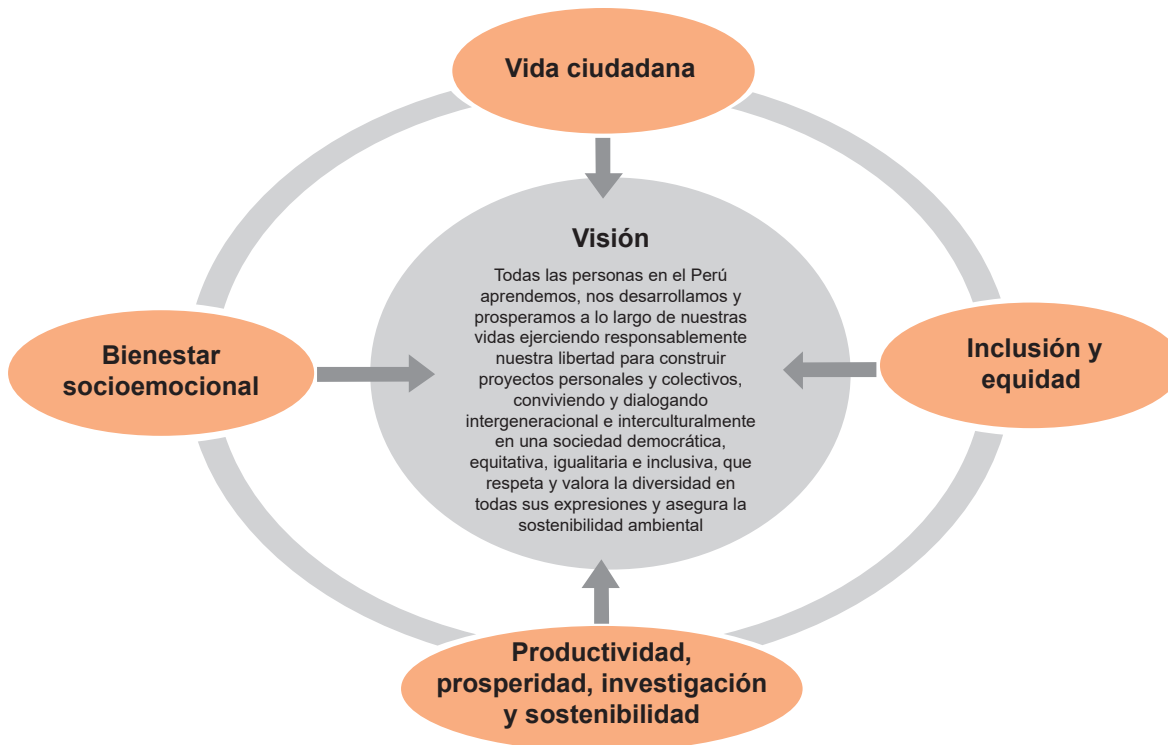 Vida ciudadana
Visión
Todas las personas en el Perú
aprendemos, nos desarrollamos y
prosperamos a lo largo de nuestras
vidas ejerciendo responsablemente
nuestra libertad para construir
proyectos personales y colectivos,
conviviendo y dialogando
intergeneracional e interculturalmente
en una sociedad democrática,
equitativa, igualitaria e inclusiva, que
respeta y valora la diversidad en
todas sus expresiones y asegura la
sostenibilidad ambiental
Bienestar
socioemocional
Inclusión y
equidad
Productividad,
prosperidad, investigación
y sostenibilidad